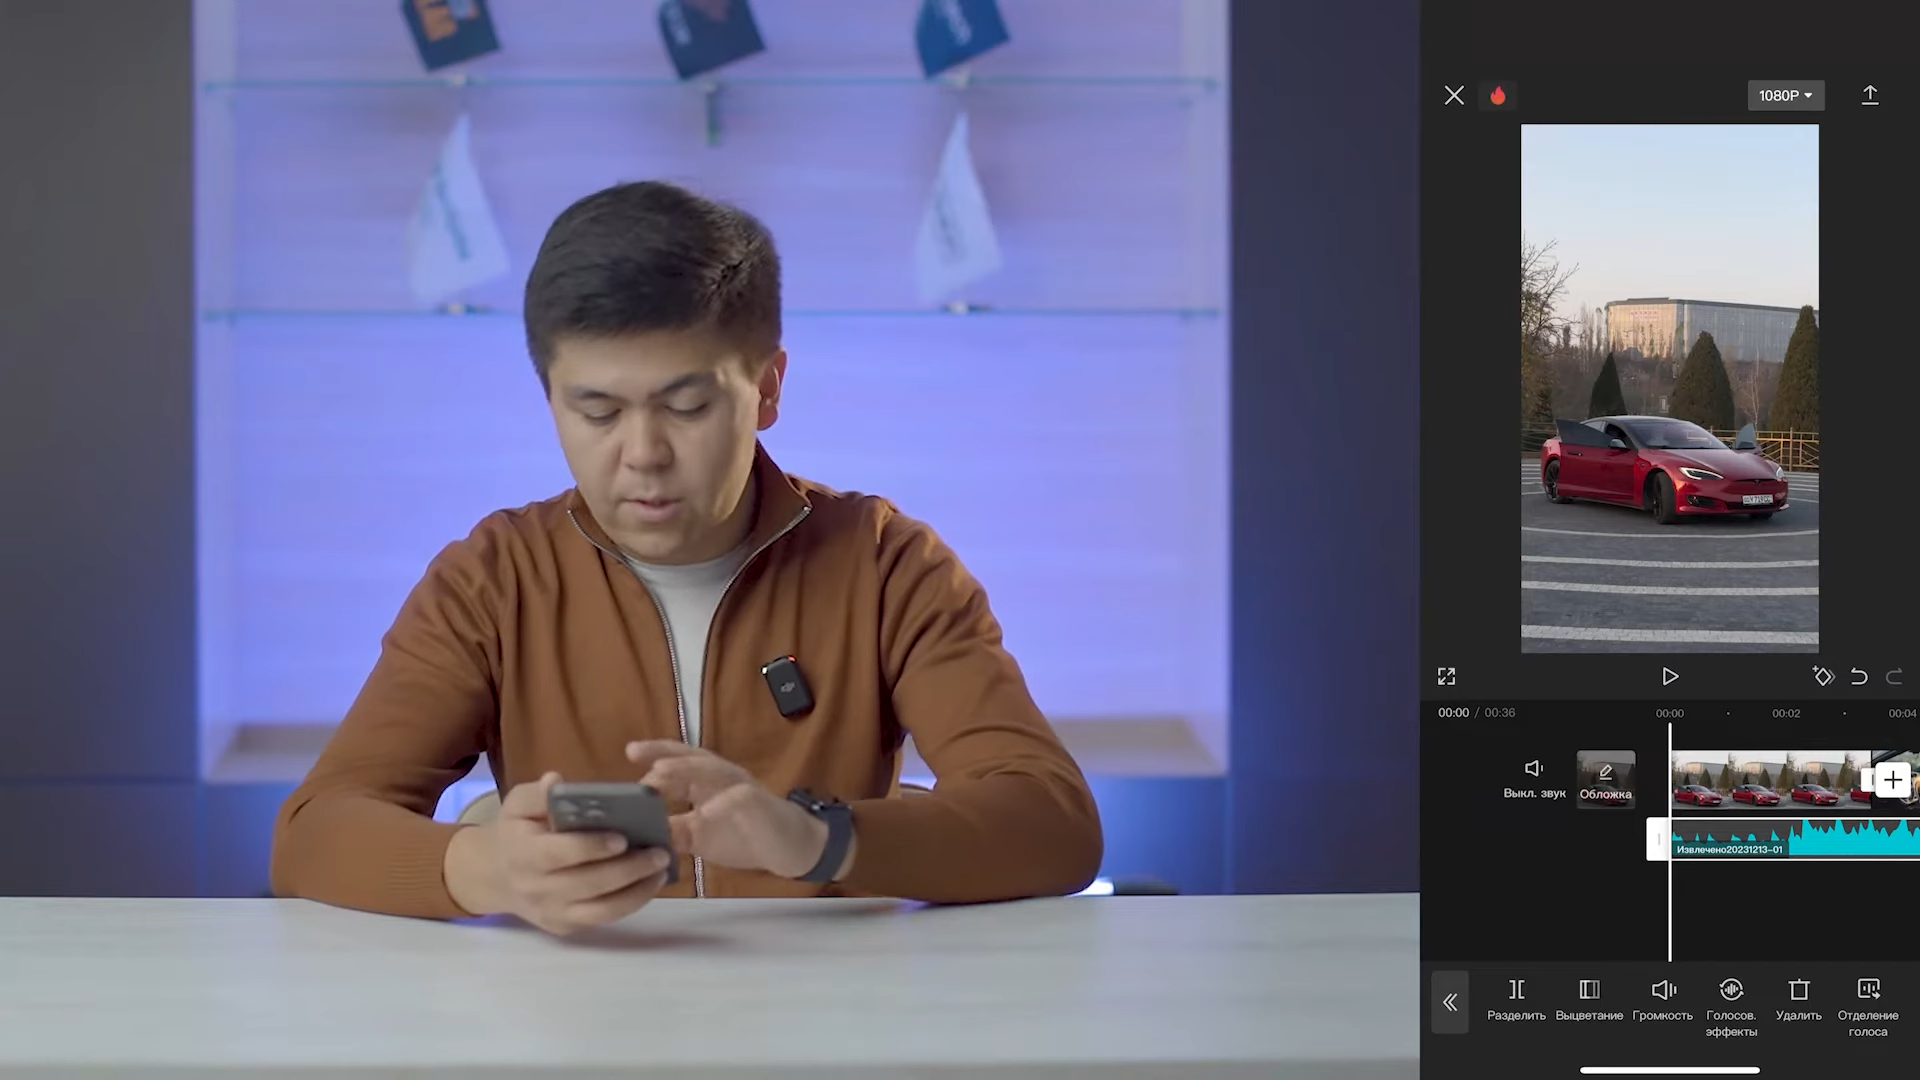 1080P
00:00 / 00:36
00:00
00:02
00:04
Выкл. звук
Обложка
Извлечено20231213-01
Разделить
Выцветание
Громкость
Голосов.
эффекты
Удалить
Отделение
голоса